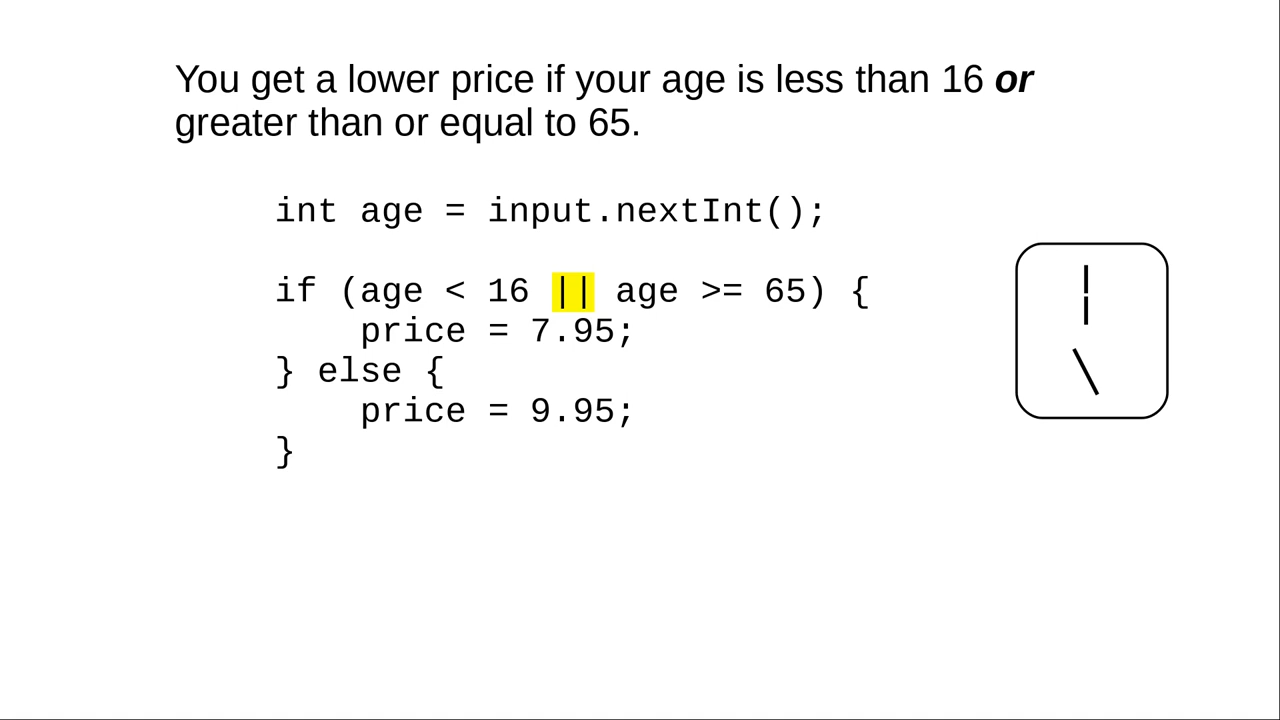 You get a lower price if your age is less than 16 or
greater than or equal to 65.
int age = input.nextInt();
if (age < 16 || age >= 65) {
    price = 7.95;
} else {
    price = 9.95;
}
|
\